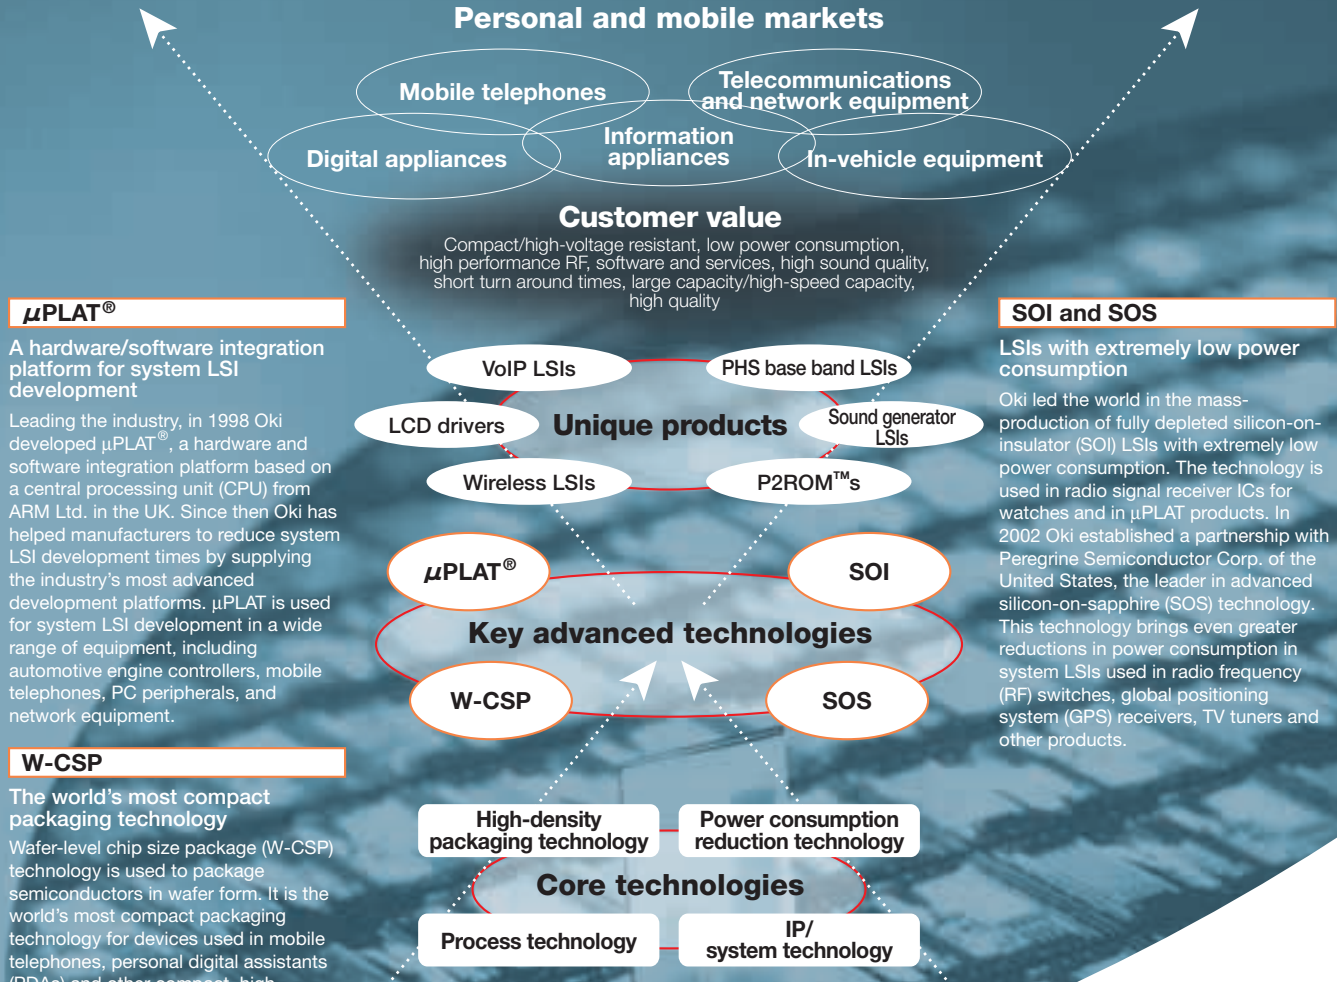 Personal and mobile markets
Mobile telephones
Telecommunications
and network equipment
Digital appliances
Information
appliances
In-vehicle equipment
Customer value
Compact/high-voltage resistant, low power consumption,
high performance RF, software and services, high sound quality,
short turn around times, large capacity/high-speed capacity,
high quality
µPLAT®
A hardware/software integration
platform for system LSI
development
Leading the industry, in 1998 Oki
developed µPLAT®, a hardware and
software integration platform based on
a central processing unit (CPU) from
ARM Ltd. in the UK. Since then Oki has
helped manufacturers to reduce system
LSI development times by supplying
the industry’s most advanced
development platforms. µPLAT is used
for system LSI development in a wide
range of equipment, including
automotive engine controllers, mobile
telephones, PC peripherals, and
network equipment.
W-CSP
The world’s most compact
packaging technology
Wafer-level chip size package (W-CSP)
technology is used to package
semiconductors in wafer form. It is the
world’s most compact packaging
technology for devices used in mobile
telephones, personal digital assistants
(PDAs) and other compact, high-
VoIP LSIs
PHS base band LSIs
LCD drivers
Unique products
Sound generator
LSIs
Wireless LSIs
P2ROM™s
µPLAT®
SOI
Key advanced technologies
W-CSP
SOS
High-density
packaging technology
Power consumption
reduction technology
Core technologies
Process technology
IP/
system technology
SOI and SOS
LSIs with extremely low power
consumption
Oki led the world in the mass-
production of fully depleted silicon-on-
insulator (SOI) LSIs with extremely low
power consumption. The technology is
used in radio signal receiver ICs for
watches and in µPLAT products. In
2002 Oki established a partnership with
Peregrine Semiconductor Corp. of the
United States, the leader in advanced
silicon-on-sapphire (SOS) technology.
This technology brings even greater
reductions in power consumption in
system LSIs used in radio frequency
(RF) switches, global positioning
system (GPS) receivers, TV tuners and
other products.